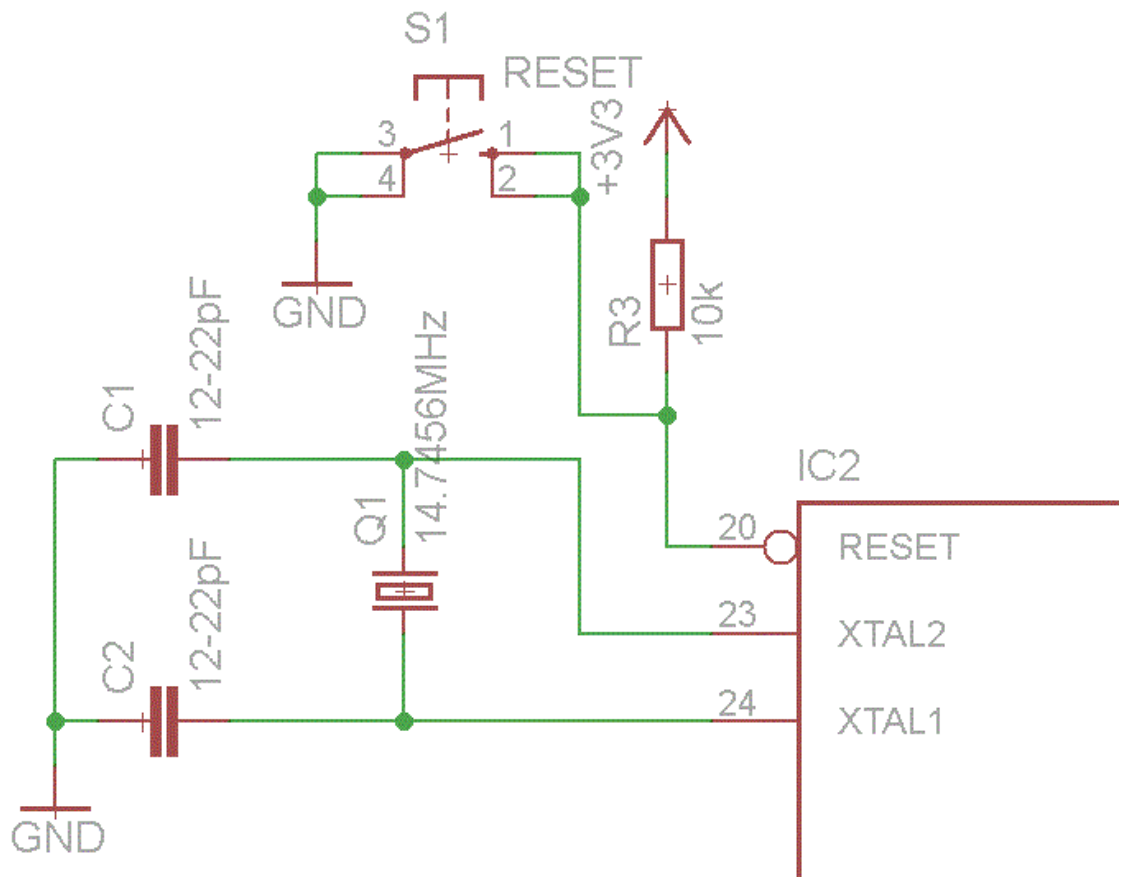 S1
RESET
3
1
4
2
+3V3
GND
R3
10k
C1
12-22pF
14.7456MHz
Q1
IC2
20
RESET
23
XTAL2
C2
12-22pF
24
XTAL1
GND